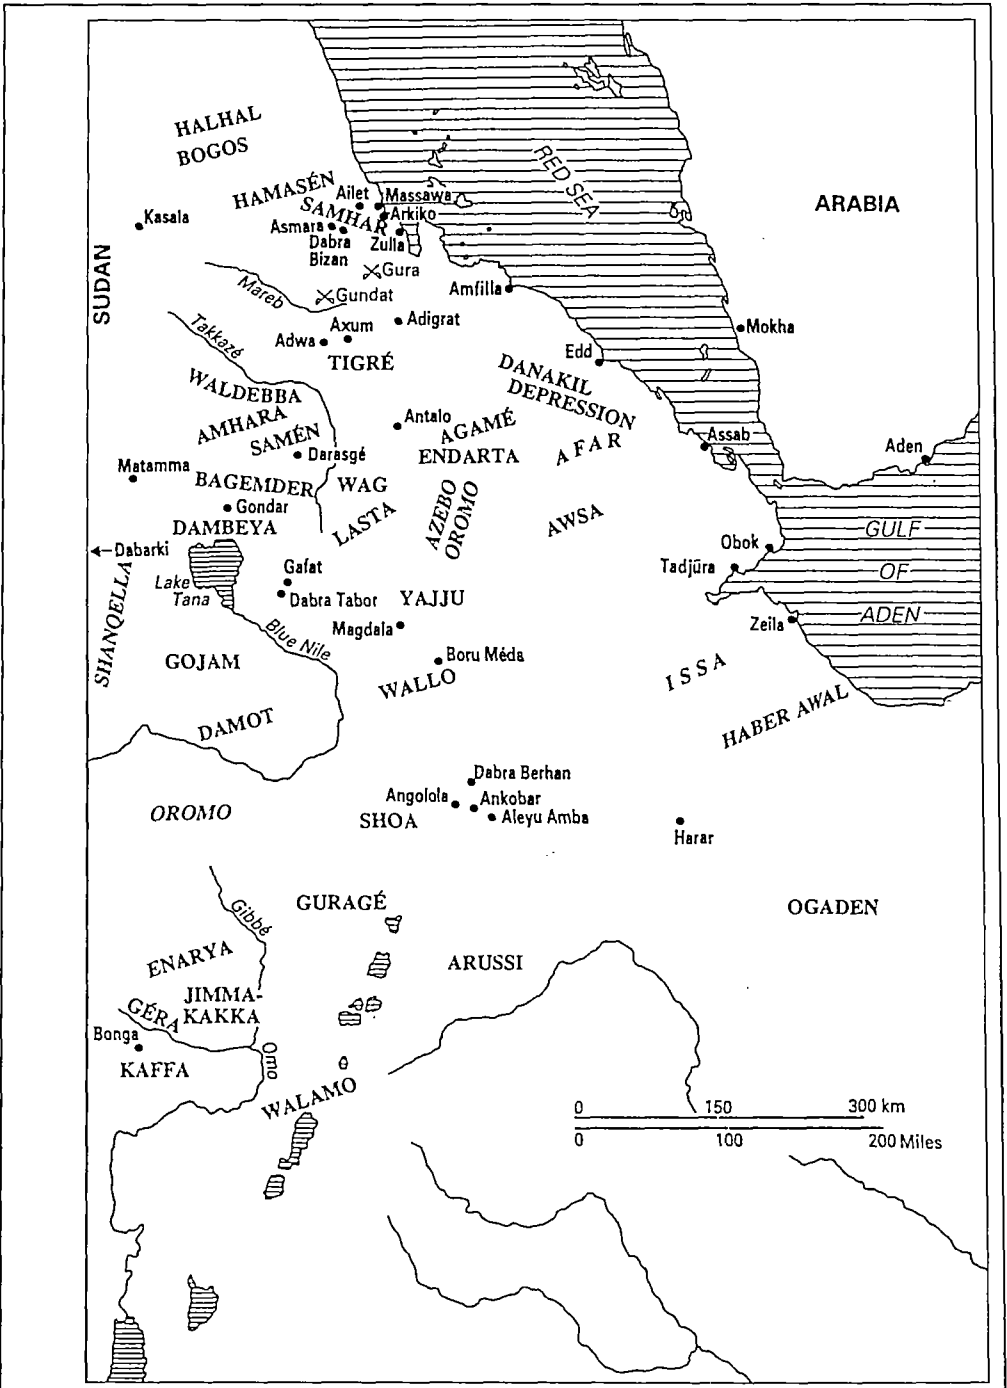 HALHAL
BOGOS
RED SEA
ARABIA
HAMASÉN
Ailet
Massawa
SAMHAR
Arkiko
Kasala
Asmara
Dabra
Bizan
Zulla
SUDAN
Gura
Mareb
Gundat
Amfilla
Takkazé
Axum
Adigrat
Adwa
TIGRÉ
Mokha
Edd
DANAKIL
DEPRESSION
WALDEBBA
AMHARA
SAMÉN
Antalo
AGAMÉ
ENDARTA
AFAR
Assab
Aden
Darasgé
Matamma
BAGEMDER
WAG
Gondar
LASTA
AZEBO
OROMO
AWSA
DAMBEYA
GULF
OF
ADEN
Dabarki
Obok
Lake
Tana
Gafat
Tadjūra
Dabra Tabor
YAJJU
SHANQELLA
Blue Nile
Magdala
Zeila
GOJAM
Boru Méda
WALLO
ISSA
DAMOT
HABER AWAL
Dabra Berhan
Angolola
Ankobar
OROMO
SHOA
Aleyu Amba
Harar
GURAGÉ
Gibbé
OGADEN
ENARYA
ARUSSI
JIMMA-
KAKKA
GÉRA
Bonga
KAFFA
Omo
WALAMO
0 150 300 km
0 100 200 Miles